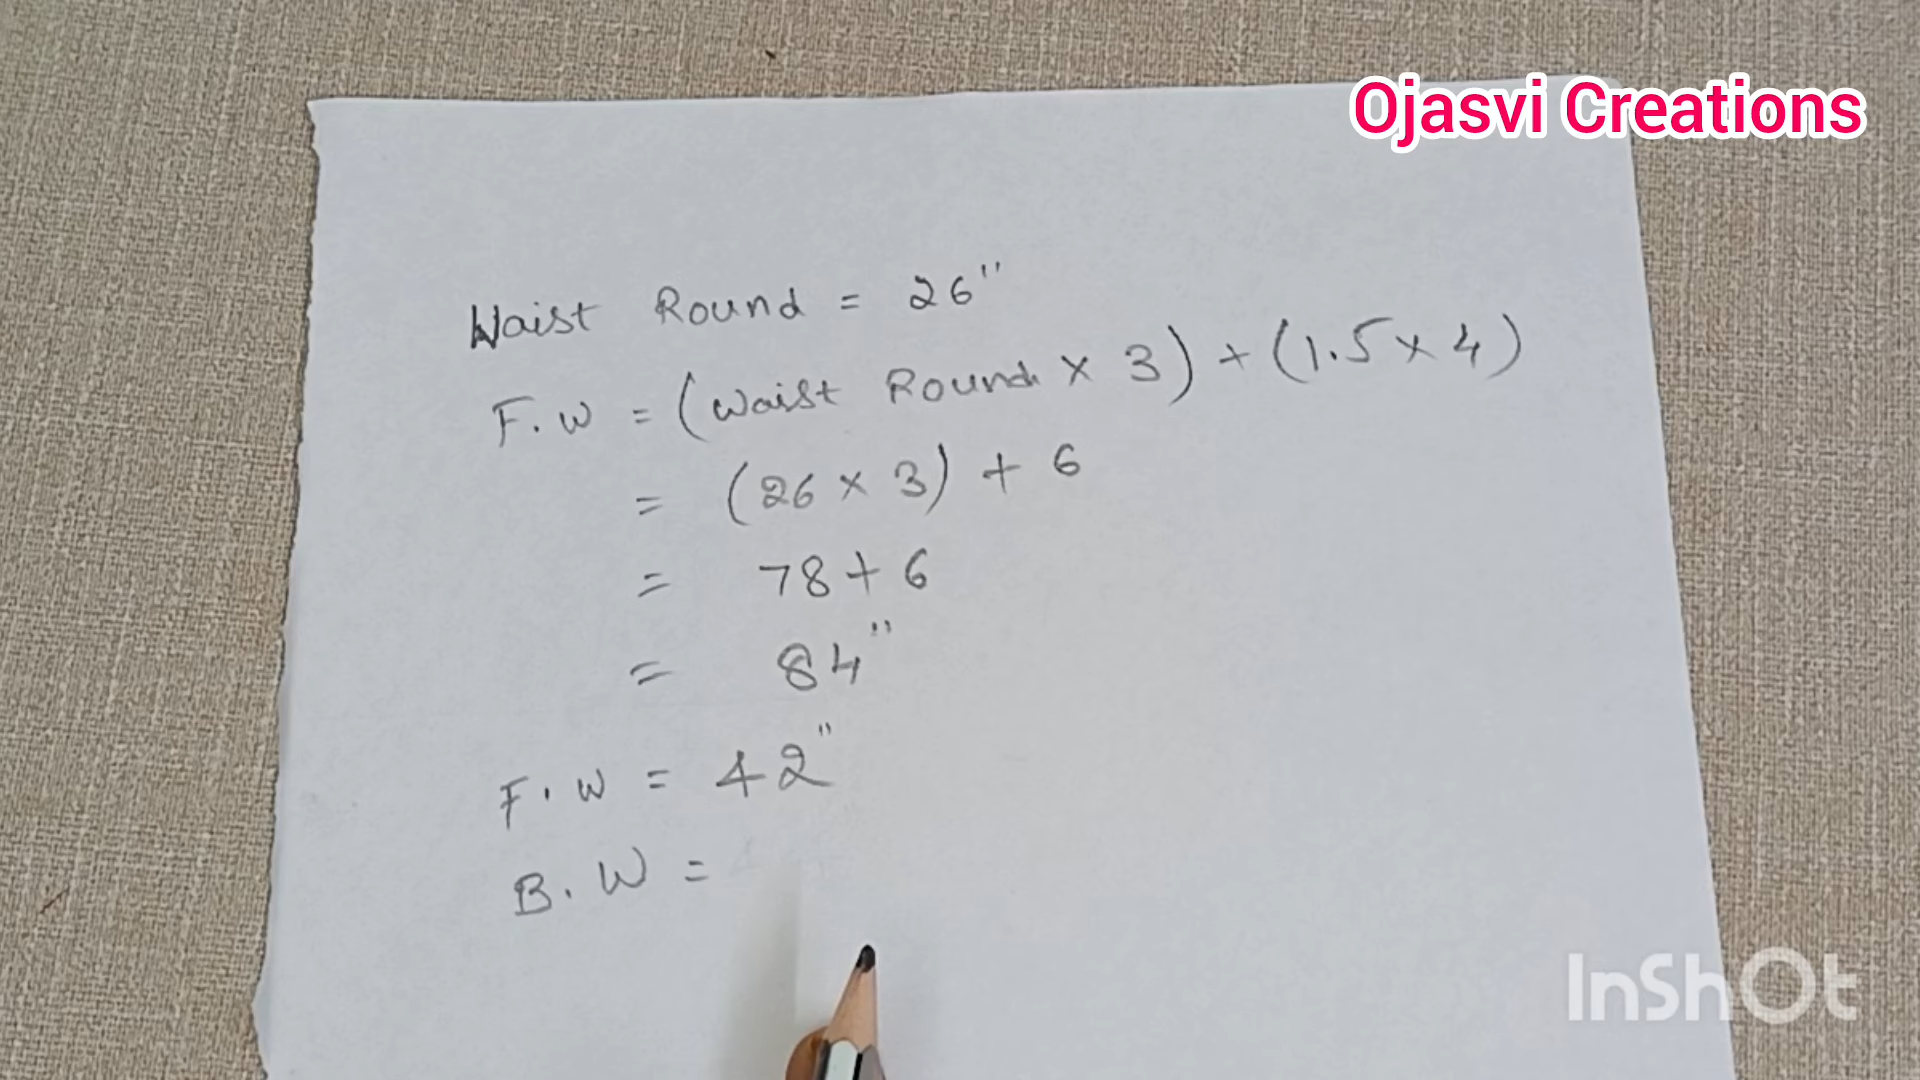 Ojasvi Creations
Waist Round = 26"
F.W = (Waist Round × 3) + (1.5 × 4)
= (26 × 3) + 6
= 78 + 6
= 84"
F.W = 42"
B.W =
InShOt